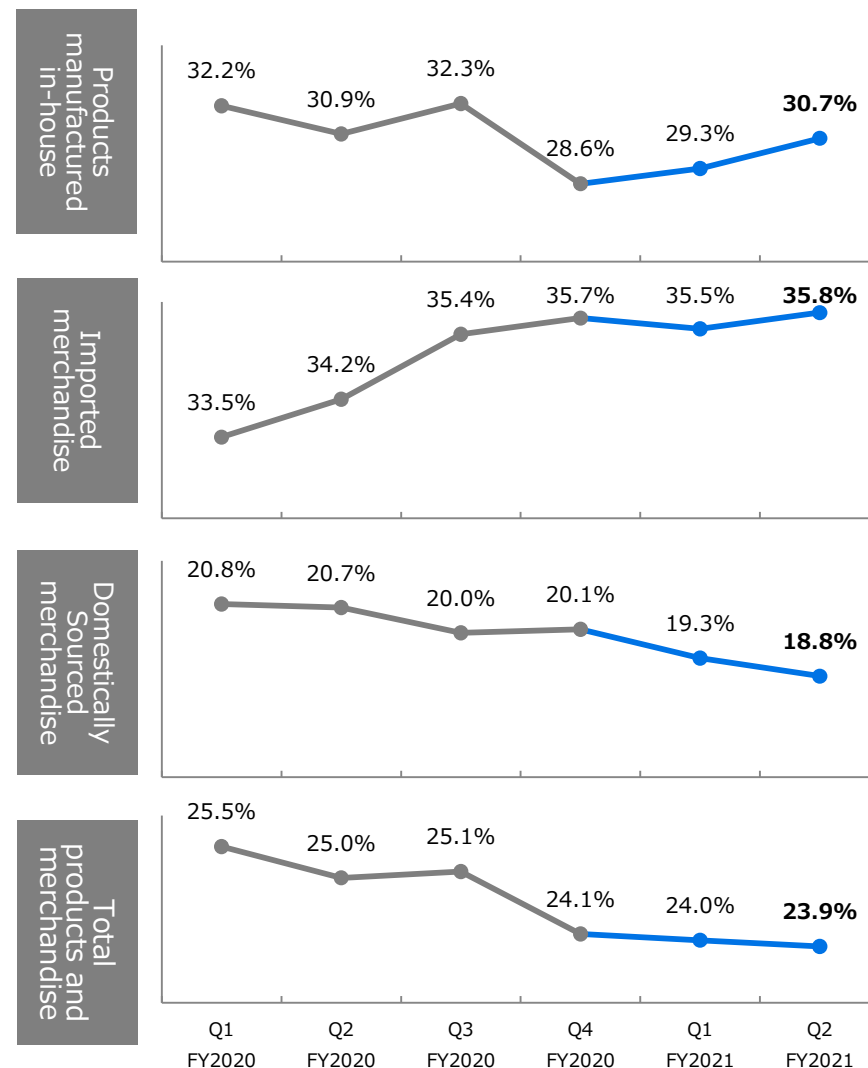 Products
manufactured
in-house
32.2%
30.9%
32.3%
28.6%
29.3%
30.7%
Imported
merchandise
33.5%
34.2%
35.4%
35.7%
35.5%
35.8%
Domestically
Sourced
merchandise
20.8%
20.7%
20.0%
20.1%
19.3%
18.8%
Total
products and
merchandise
25.5%
25.0%
25.1%
24.1%
24.0%
23.9%
Q1 Q2 Q3 Q4 Q1 Q2
FY2020 FY2020 FY2020 FY2020 FY2021 FY2021